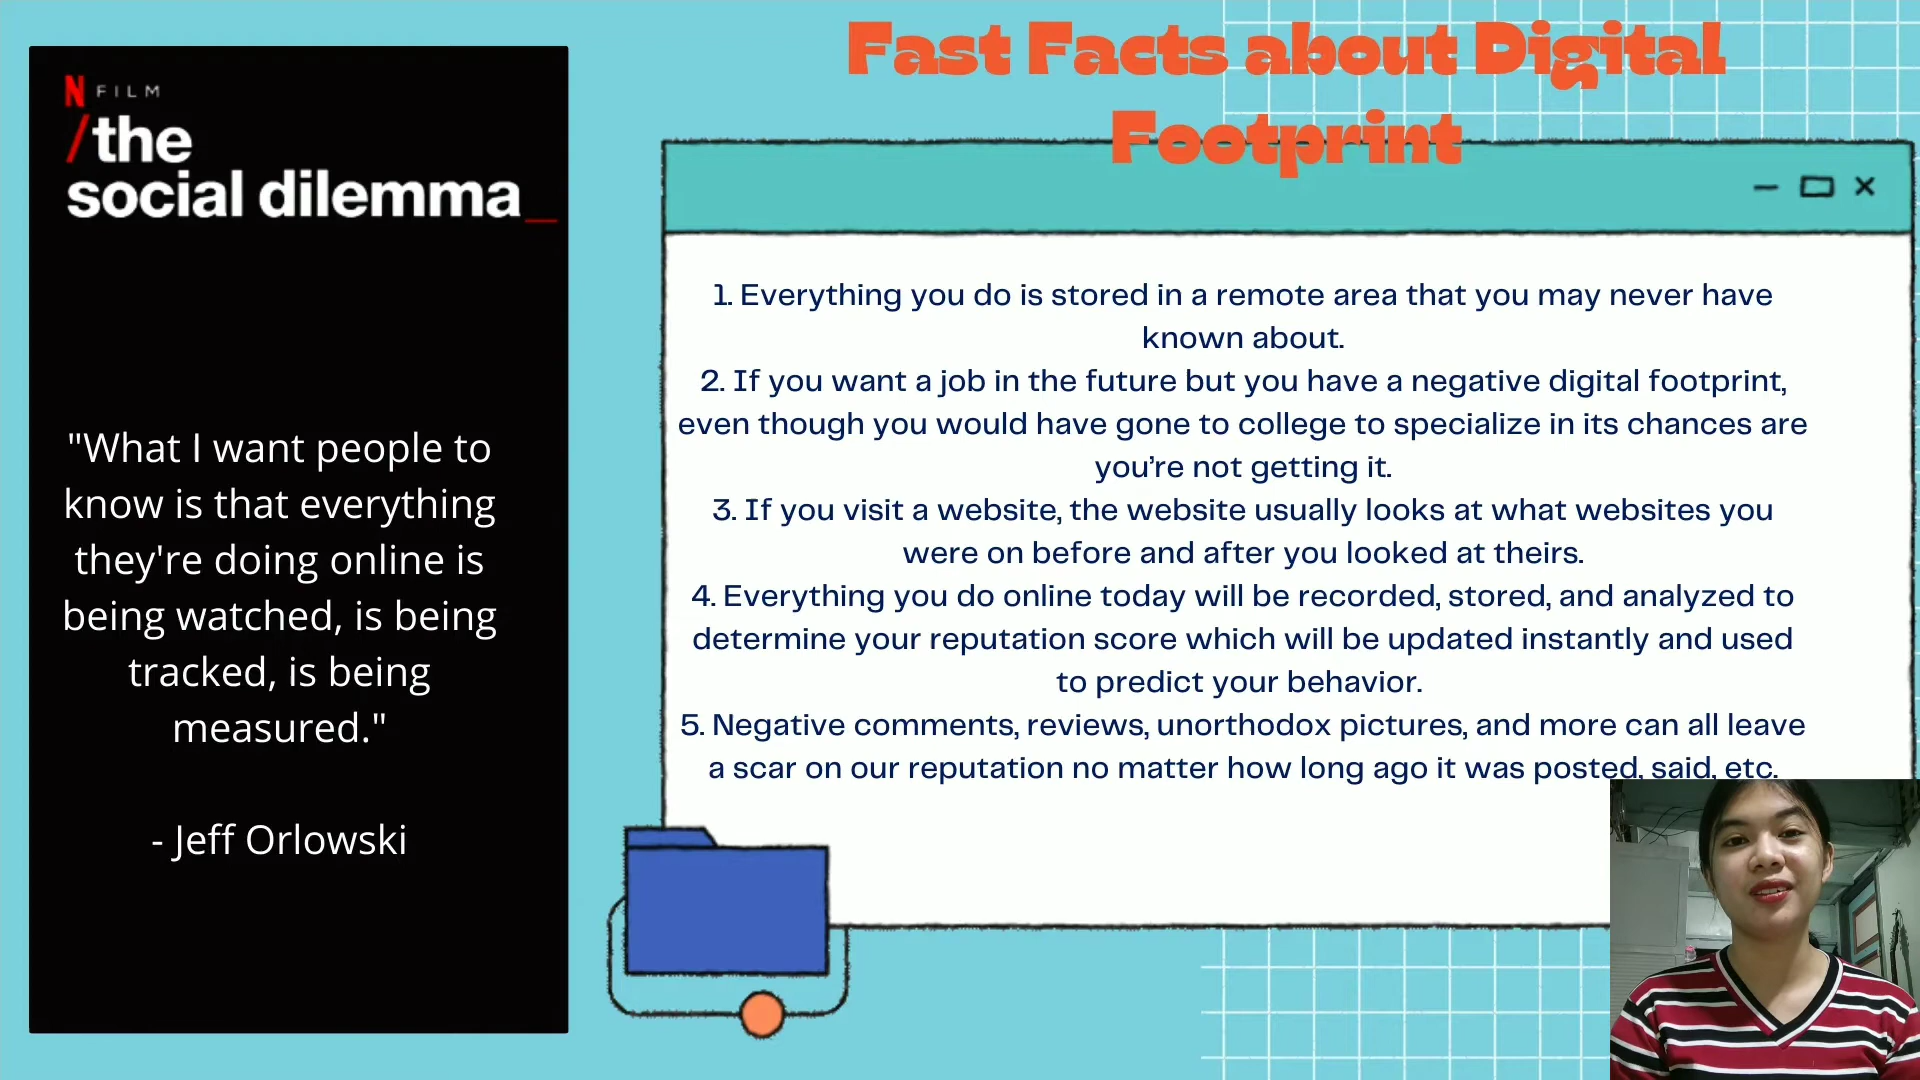 N FILM
/the
social dilemma_
"What I want people to
know is that everything
they're doing online is
being watched, is being
tracked, is being
measured."
- Jeff Orlowski
Fast Facts about Digital
Footprint
1. Everything you do is stored in a remote area that you may never have
known about.
2. If you want a job in the future but you have a negative digital footprint,
even though you would have gone to college to specialize in its chances are
you’re not getting it.
3. If you visit a website, the website usually looks at what websites you
were on before and after you looked at theirs.
4. Everything you do online today will be recorded, stored, and analyzed to
determine your reputation score which will be updated instantly and used
to predict your behavior.
5. Negative comments, reviews, unorthodox pictures, and more can all leave
a scar on our reputation no matter how long ago it was posted, said, etc.